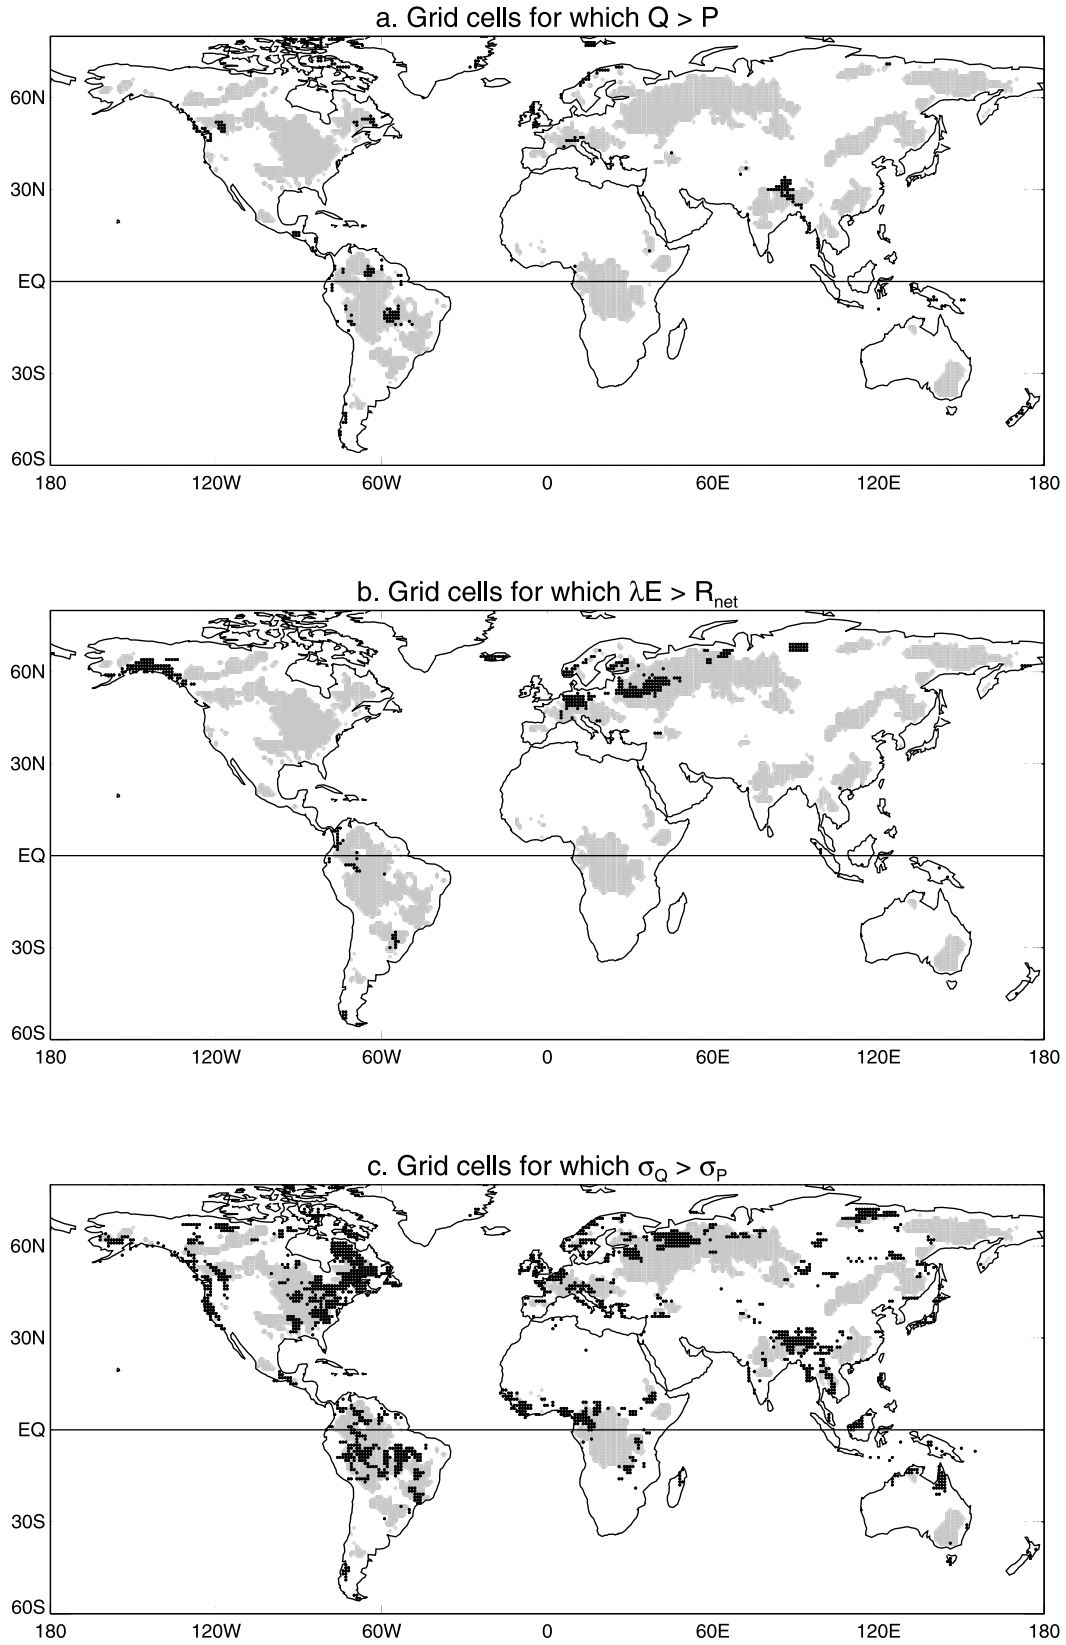 a. Grid cells for which Q > P
60N
30N
EQ
30S
60S
180 120W 60W 0 60E 120E 180
b. Grid cells for which λE > Rnet
60N
30N
EQ
30S
60S
180 120W 60W 0 60E 120E 180
c. Grid cells for which σQ > σP
60N
30N
EQ
30S
60S
180 120W 60W 0 60E 120E 180